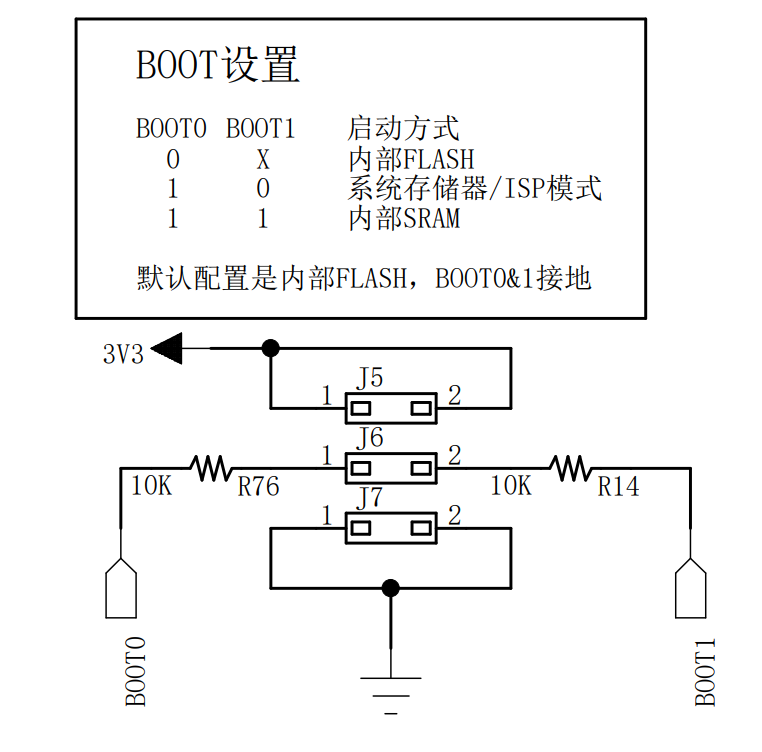 BOOT设置
BOOT0 BOOT1 启动方式
0 X 内部FLASH
1 0 系统存储器/ISP模式
1 1 内部SRAM
默认配置是内部FLASH，BOOT0&1接地
3V3
J5
1 2
J6
1 2
10K R76
10K R14
J7
1 2
BOOT0
BOOT1